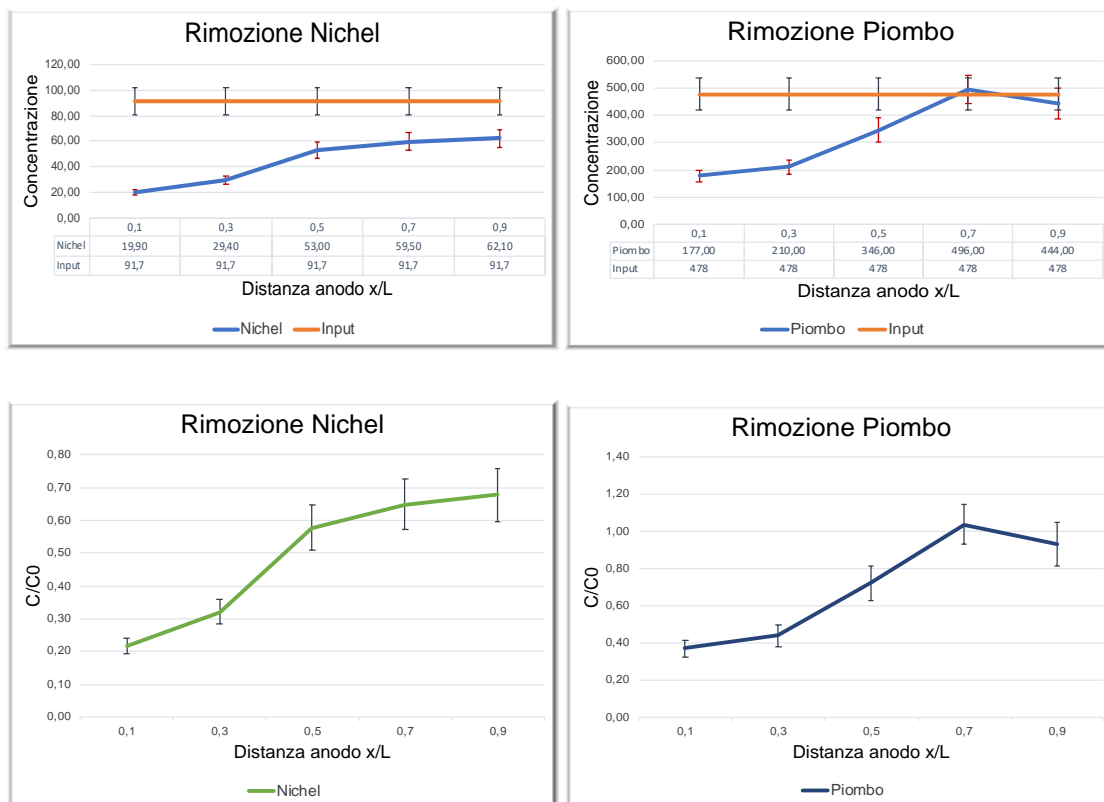 Rimozione Nichel
120,00
100,00
80,00
60,00
40,00
20,00
0,00
Concentrazione
0,1 0,3 0,5 0,7 0,9
Nichel 19,90 29,40 53,00 59,50 62,10
Input 91,7 91,7 91,7 91,7 91,7
Distanza anodo x/L
Nichel Input
Rimozione Piombo
600,00
500,00
400,00
300,00
200,00
100,00
0,00
Concentrazione
0,1 0,3 0,5 0,7 0,9
Piombo 177,00 210,00 346,00 496,00 444,00
Input 478 478 478 478 478
Distanza anodo x/L
Piombo Input
Rimozione Nichel
0,80
0,70
0,60
0,50
0,40
0,30
0,20
0,10
0,00
C/C0
0,1 0,3 0,5 0,7 0,9
Distanza anodo x/L
Nichel
Rimozione Piombo
1,40
1,20
1,00
0,80
0,60
0,40
0,20
0,00
C/C0
0,1 0,3 0,5 0,7 0,9
Distanza anodo x/L
Piombo